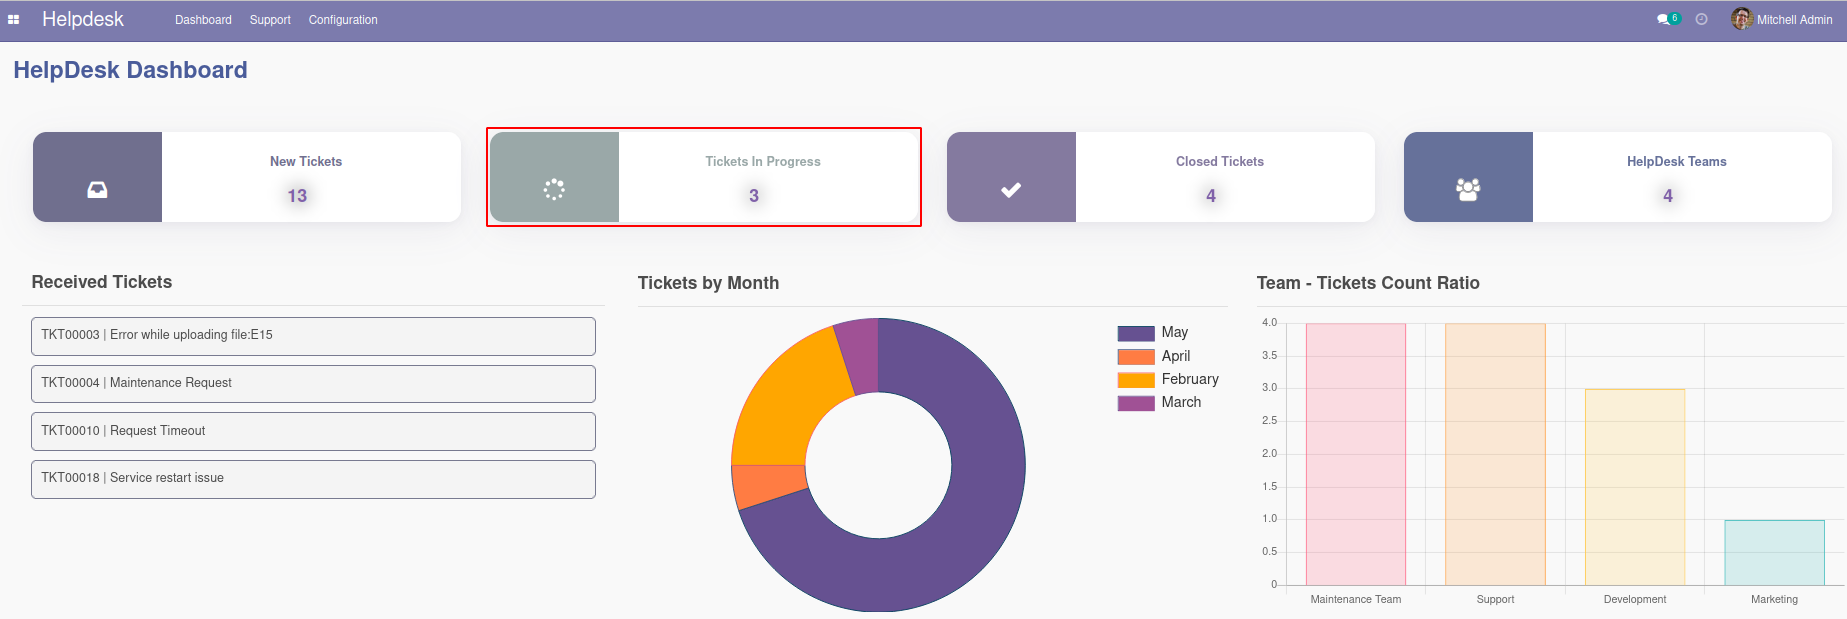 Helpdesk Dashboard Support Configuration 6 Mitchell Admin
HelpDesk Dashboard
New Tickets
13
Tickets In Progress
3
Closed Tickets
4
HelpDesk Teams
4
Received Tickets
TKT00003 | Error while uploading file:E15
TKT00004 | Maintenance Request
TKT00010 | Request Timeout
TKT00018 | Service restart issue
Tickets by Month
May
April
February
March
Team - Tickets Count Ratio
4.0
3.5
3.0
2.5
2.0
1.5
1.0
0.5
0
Maintenance Team Support Development Marketing